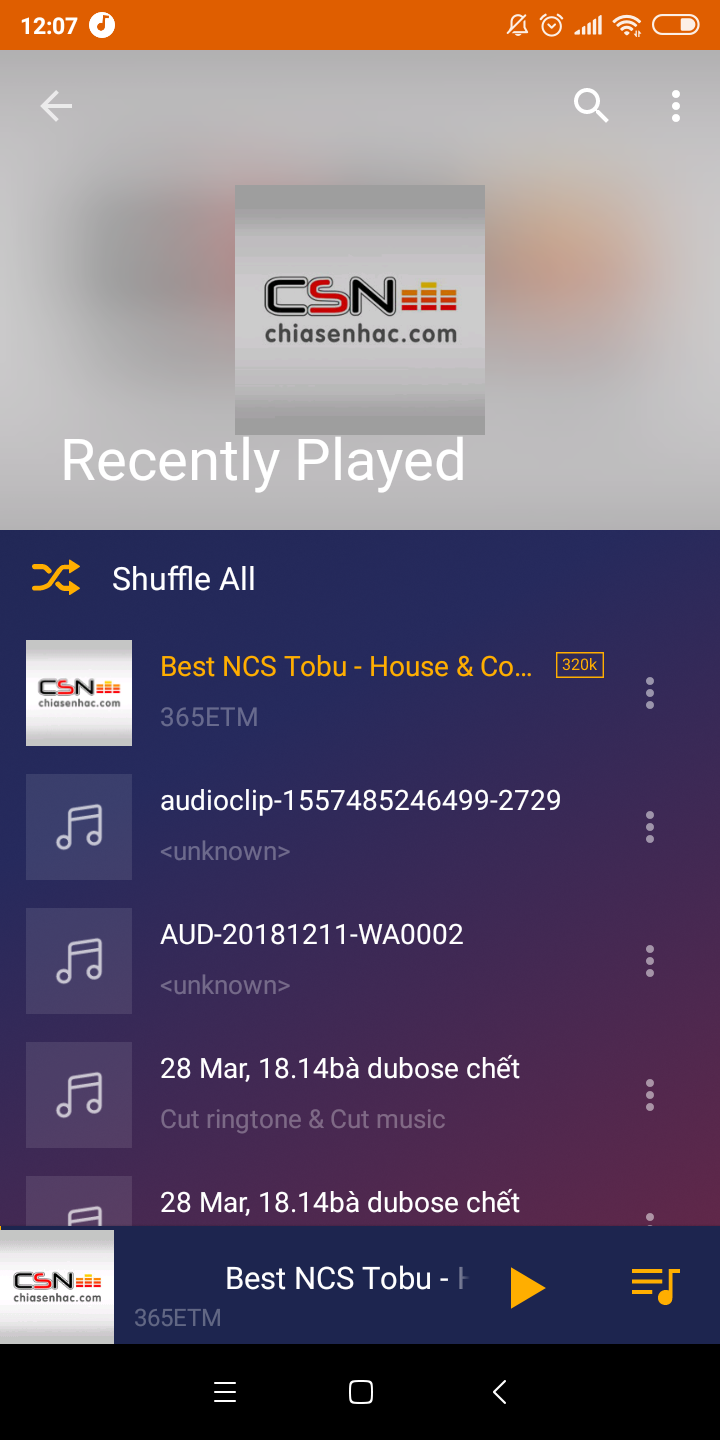 12:07
CSN
chiasenhac.com
Recently Played
Shuffle All
Best NCS Tobu - House & Co... 320k
CSN
chiasenhac.com
365ETM
audioclip-1557485246499-2729
<unknown>
AUD-20181211-WA0002
<unknown>
28 Mar, 18.14bà dubose chết
Cut ringtone & Cut music
28 Mar, 18.14bà dubose chết
CSN
chiasenhac.com
Best NCS Tobu -
365ETM